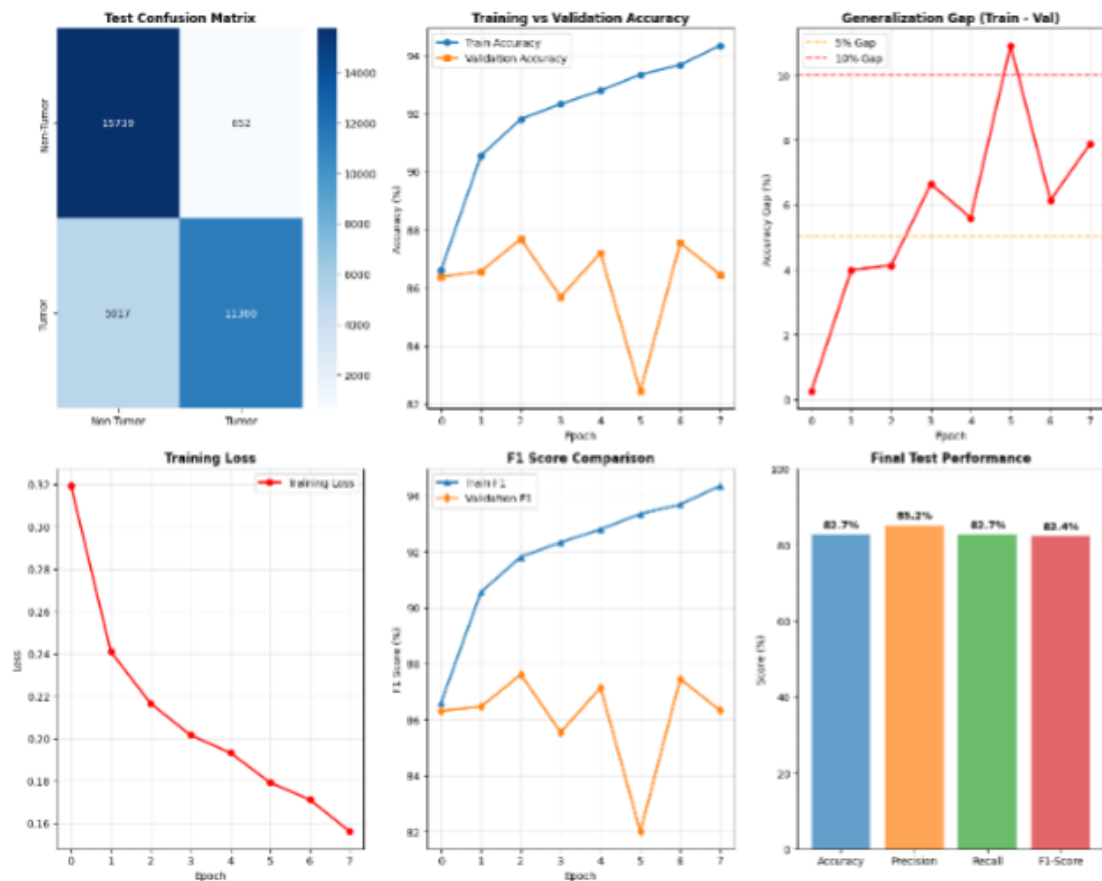 Test Confusion Matrix
Non-Tumor
Tumor
15739
652
5017
11360
14000
12000
10000
8000
6000
4000
2000
Non Tumor
Tumor
Training vs Validation Accuracy
Train Accuracy
Validation Accuracy
Accuracy (%)
94
92
90
88
86
84
82
0 1 2 3 4 5 6 7
Epoch
Generalization Gap (Train - Val)
5% Gap
10% Gap
Accuracy Gap (%)
10
8
6
4
2
0
0 1 2 3 4 5 6 7
Epoch
Training Loss
Training Loss
Loss
0.32
0.30
0.28
0.26
0.24
0.22
0.20
0.18
0.16
0 1 2 3 4 5 6 7
Epoch
F1 Score Comparison
Train F1
Validation F1
F1 Score (%)
94
92
90
88
86
84
82
0 1 2 3 4 5 6 7
Epoch
Final Test Performance
Score (%)
100
80
60
40
20
0
82.7%
85.2%
82.7%
82.4%
Accuracy
Precision
Recall
F1-Score